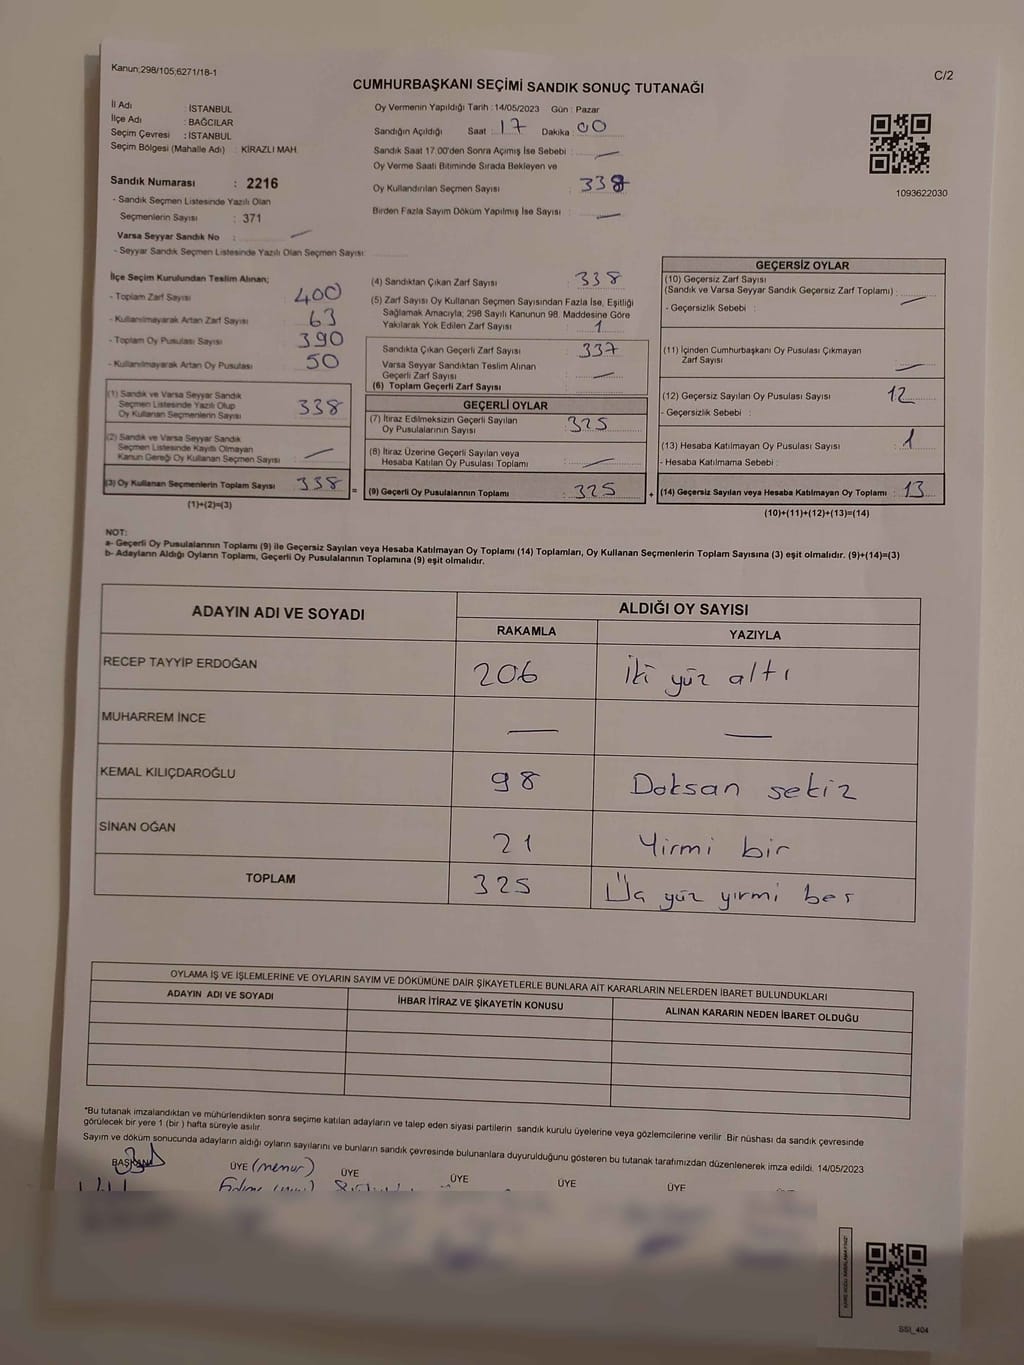 Kanun;298/105;6271/18-1
C/2
CUMHURBAŞKANI SEÇİMİ SANDIK SONUÇ TUTANAĞI
İl Adı : İSTANBUL
İlçe Adı : BAĞCILAR
Seçim Çevresi : İSTANBUL
Seçim Bölgesi (Mahalle Adı) : KİRAZLI MAH.
Sandık Numarası : 2216
- Sandık Seçmen Listesinde Yazılı Olan
Seçmenlerin Sayısı : 371
Varsa Seyyar Sandık No : —
- Seyyar Sandık Seçmen Listesinde Yazılı Olan Seçmen Sayısı:
Oy Vermenin Yapıldığı Tarih : 14/05/2023 Gün : Pazar
Sandığın Açıldığı Saat : 17 Dakika : 00
Sandık Saat 17.00'den Sonra Açımış İse Sebebi : —
Oy Verme Saati Bitiminde Sırada Bekleyen ve
Oy Kullandırılan Seçmen Sayısı : 338
Birden Fazla Sayım Döküm Yapılmış İse Sayısı : —
1093622030
İlçe Seçim Kurulundan Teslim Alınan;
- Toplam Zarf Sayısı : 400
- Kullanılmayarak Artan Zarf Sayısı : 63
- Toplam Oy Pusulası Sayısı : 390
- Kullanılmayarak Artan Oy Pusulası : 50
(1) Sandık ve Varsa Seyyar Sandık
Seçmen Listesinde Yazılı Olup
Oy Kullanan Seçmenlerin Sayısı : 338
(2) Sandık ve Varsa Seyyar Sandık
Seçmen Listesinde Kayıtlı Olmayan
Kanun Gereği Oy Kullanan Seçmen Sayısı : —
(3) Oy Kullanan Seçmenlerin Toplam Sayısı : 338
(1)+(2)=(3)
(4) Sandıktan Çıkan Zarf Sayısı : 338
(5) Zarf Sayısı Oy Kullanan Seçmen Sayısından Fazla İse, Eşitliği
Sağlamak Amacıyla; 298 Sayılı Kanunun 98. Maddesine Göre
Yakılarak Yok Edilen Zarf Sayısı : 1
Sandıkta Çıkan Geçerli Zarf Sayısı : 337
Varsa Seyyar Sandıktan Teslim Alınan
Geçerli Zarf Sayısı : —
(6) Toplam Geçerli Zarf Sayısı :
GEÇERLİ OYLAR
(7) İtiraz Edilmeksizin Geçerli Sayılan
Oy Pusulalarının Sayısı : 325
(8) İtiraz Üzerine Geçerli Sayılan veya
Hesaba Katılan Oy Pusulası Toplamı : —
= (9) Geçerli Oy Pusulalarının Toplamı : 325
GEÇERSİZ OYLAR
(10) Geçersiz Zarf Sayısı
(Sandık ve Varsa Seyyar Sandık Geçersiz Zarf Toplamı) : —
- Geçersizlik Sebebi :
(11) İçinden Cumhurbaşkanı Oy Pusulası Çıkmayan
Zarf Sayısı : —
(12) Geçersiz Sayılan Oy Pusulası Sayısı : 12
- Geçersizlik Sebebi :
(13) Hesaba Katılmayan Oy Pusulası Sayısı : 1
- Hesaba Katılmama Sebebi :
+ (14) Geçersiz Sayılan veya Hesaba Katılmayan Oy Toplamı : 13
(10)+(11)+(12)+(13)=(14)
NOT:
a- Geçerli Oy Pusulalarının Toplamı (9) ile Geçersiz Sayılan veya Hesaba Katılmayan Oy Toplamı (14) Toplamları, Oy Kullanan Seçmenlerin Toplam Sayısına (3) eşit olmalıdır. (9)+(14)=(3)
b- Adayların Aldığı Oyların Toplamı, Geçerli Oy Pusulalarının Toplamına (9) eşit olmalıdır.
ADAYIN ADI VE SOYADI
ALDIĞI OY SAYISI
RAKAMLA YAZIYLA
RECEP TAYYİP ERDOĞAN 206 İki yüz altı
MUHARREM İNCE — —
KEMAL KILIÇDAROĞLU 98 Doksan sekiz
SİNAN OĞAN 21 Yirmi bir
TOPLAM 325 Üç yüz yirmi beş
OYLAMA İŞ VE İŞLEMLERİNE VE OYLARIN SAYIM VE DÖKÜMÜNE DAİR ŞİKAYETLERLE BUNLARA AİT KARARLARIN NELERDEN İBARET BULUNDUKLARI
ADAYIN ADI VE SOYADI İHBAR İTİRAZ VE ŞİKAYETİN KONUSU ALINAN KARARIN NEDEN İBARET OLDUĞU
*Bu tutanak imzalandıktan ve mühürlendikten sonra seçime katılan adayların ve talep eden siyasi partilerin sandık kurulu üyelerine veya gözlemcilerine verilir. Bir nüshası da sandık çevresinde
görülecek bir yere 1 (bir ) hafta süreyle asılır.
Sayım ve döküm sonucunda adayların aldığı oyların sayılarını ve bunların sandık çevresinde bulunanlara duyurulduğunu gösteren bu tutanak tarafımızdan düzenlenerek imza edildi. 14/05/2023
BAŞKAN ÜYE (memur) ÜYE ÜYE ÜYE ÜYE
SSI_404